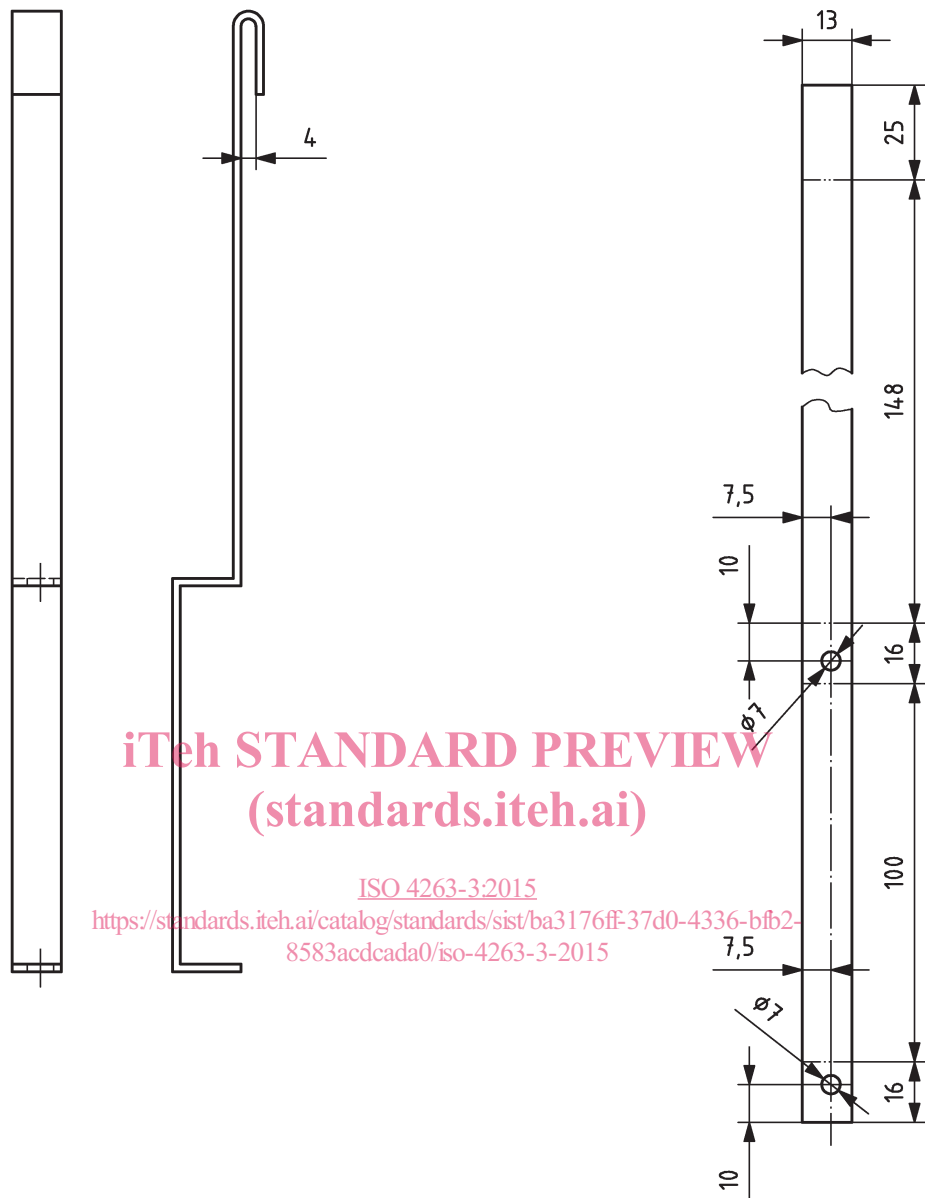 13
4
25
148
7,5
10
16
ø7
iTeh STANDARD PREVIEW
(standards.iteh.ai)
100
ISO 4263-3:2015
https://standards.iteh.ai/catalog/standards/sist/ba3176ff-37d0-4336-bfb2-
8583acdcada0/iso-4263-3-2015
7,5
ø7
16
10